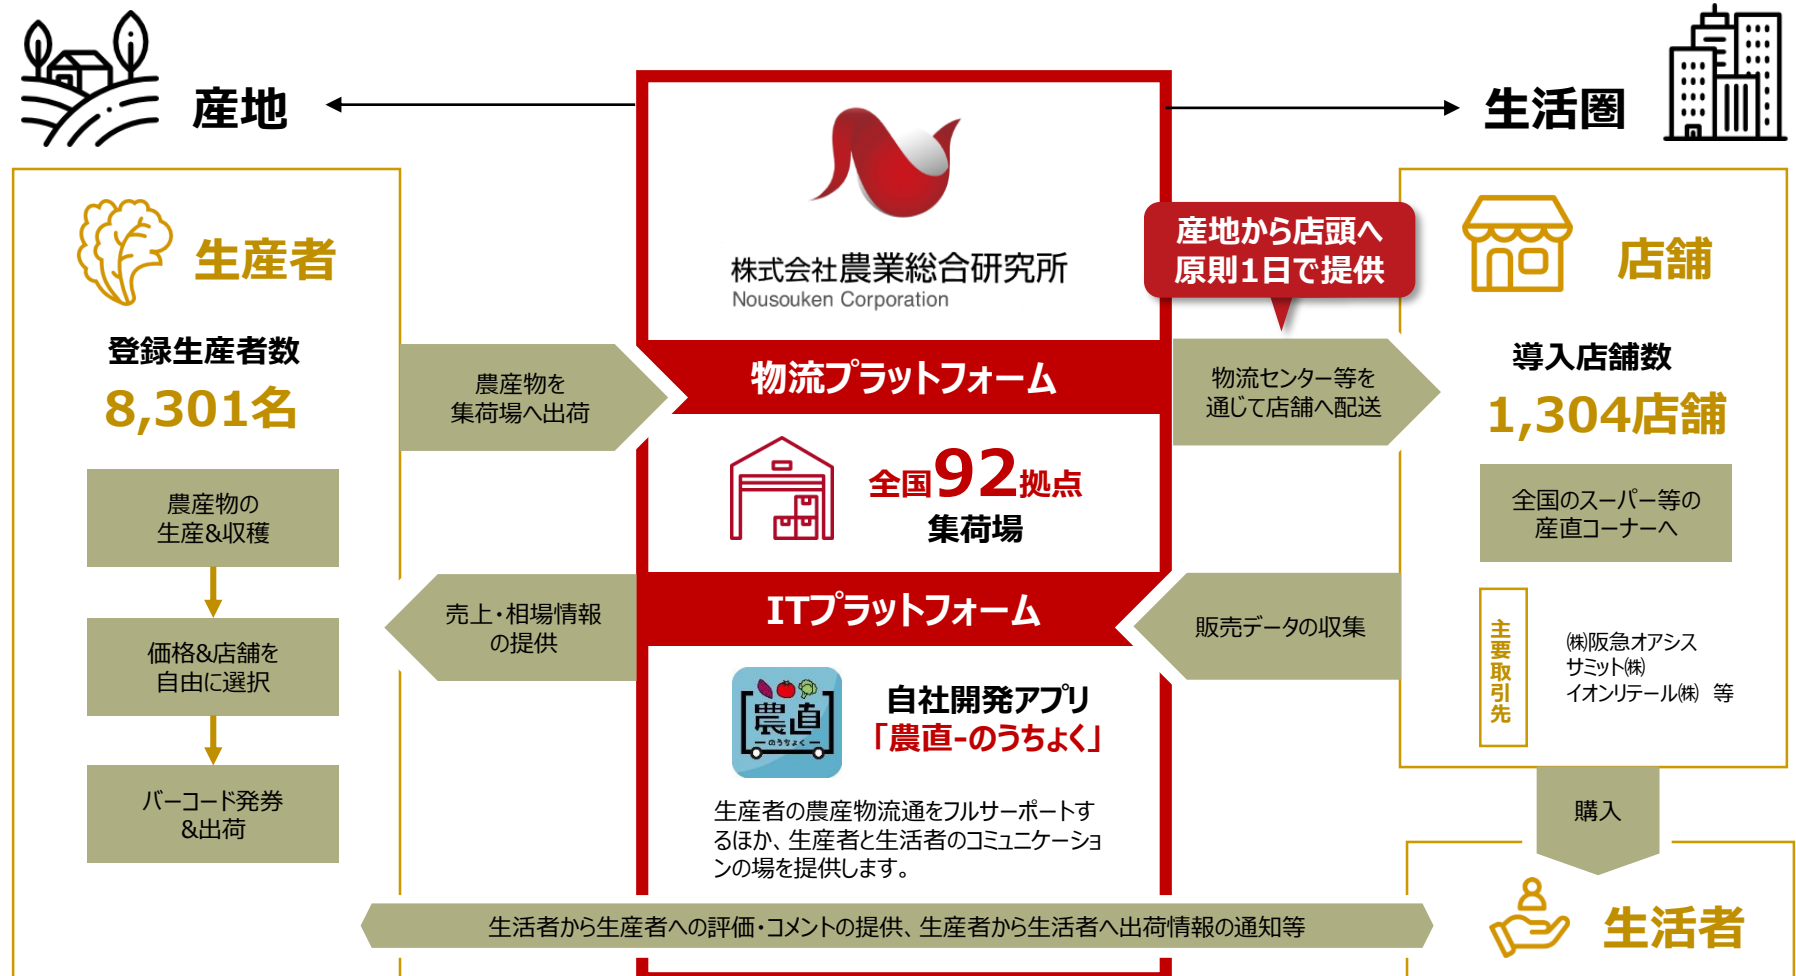 産地
生活圏
生産者
登録生産者数
8,301名
農産物の
生産&収穫
価格&店舗を
自由に選択
バーコード発券
&出荷
農産物を
集荷場へ出荷
売上・相場情報
の提供
株式会社農業総合研究所
Nousouken Corporation
物流プラットフォーム
全国92拠点
集荷場
ITプラットフォーム
農直
のうちょく
自社開発アプリ
「農直-のうちょく」
生産者の農産物流通をフルサーポートす
るほか、生産者と生活者のコミュニケーショ
ンの場を提供します。
産地から店頭へ
原則1日で提供
物流センター等を
通じて店舗へ配送
販売データの収集
店舗
導入店舗数
1,304店舗
全国のスーパー等の
産直コーナーへ
主要取引先
㈱阪急オアシス
サミット㈱
イオンリテール㈱ 等
購入
生活者
生活者から生産者への評価・コメントの提供、生産者から生活者へ出荷情報の通知等